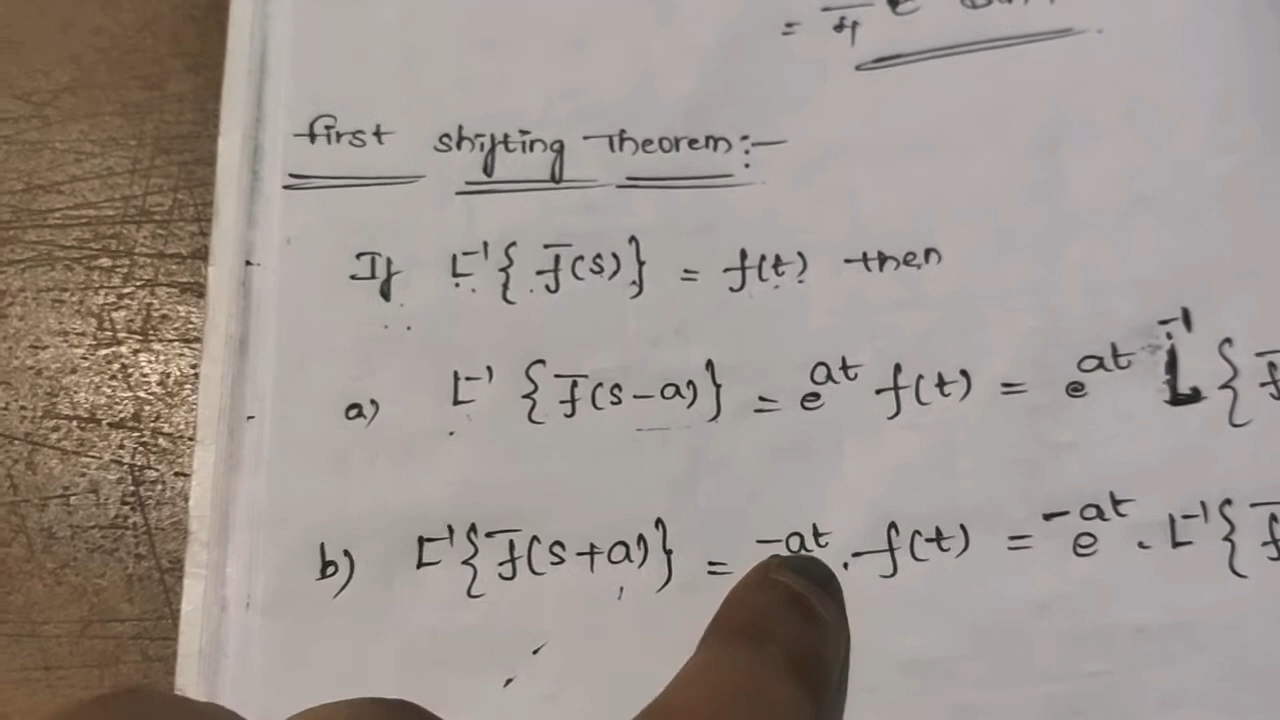 = 
first shifting Theorem:-
If L⁻¹{ f̅(s)} = f(t) then
a) L⁻¹ {f̅(s-a)} = e^at f(t) = e^at L⁻¹ { f̅
b) L⁻¹{f̅(s+a)} = -at . f(t) = e^-at . L⁻¹{ f̅